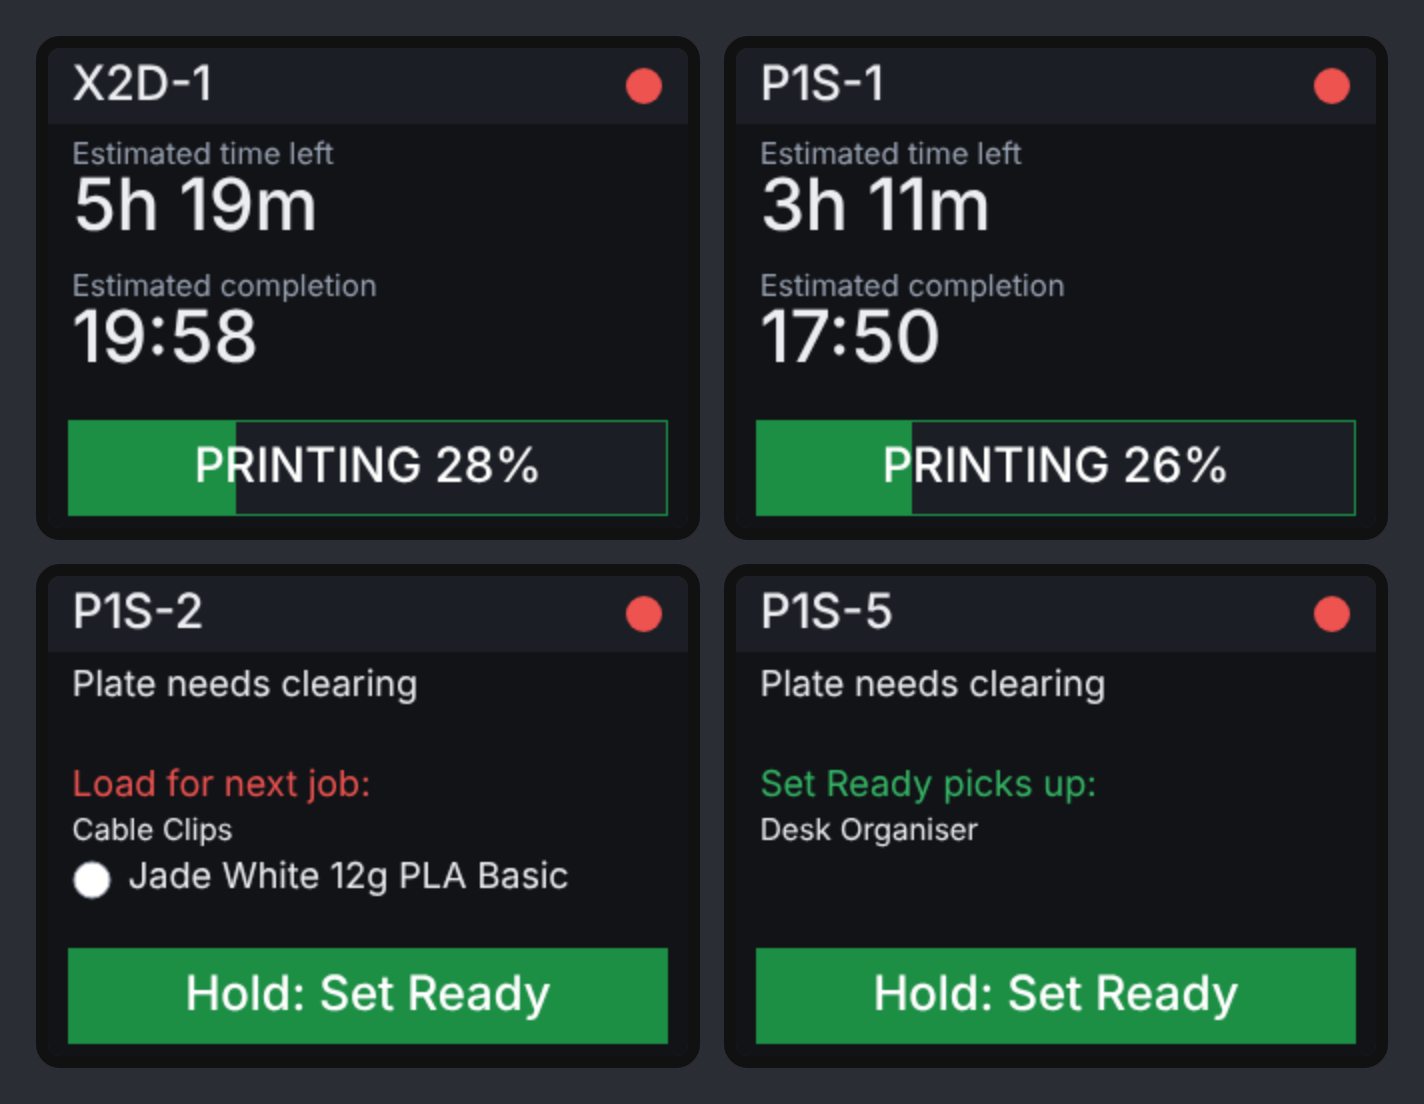 X2D-1
Estimated time left
5h 19m
Estimated completion
19:58
PRINTING 28%
P1S-1
Estimated time left
3h 11m
Estimated completion
17:50
PRINTING 26%
P1S-2
Plate needs clearing
Load for next job:
Cable Clips
Jade White 12g PLA Basic
Hold: Set Ready
P1S-5
Plate needs clearing
Set Ready picks up:
Desk Organiser
Hold: Set Ready